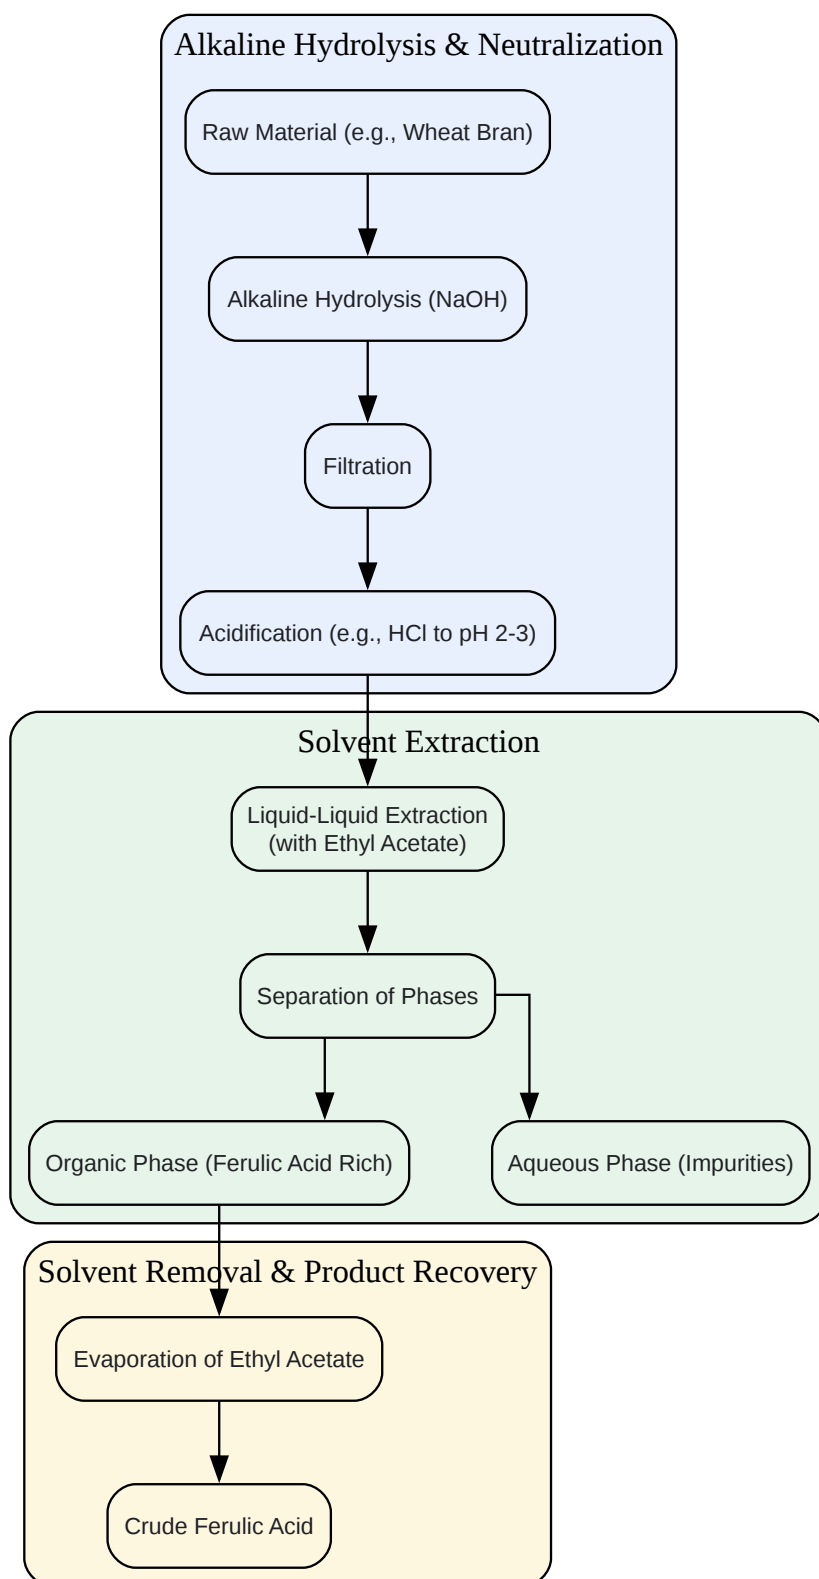 Alkaline Hydrolysis & Neutralization
Raw Material (e.g., Wheat Bran)
Alkaline Hydrolysis (NaOH)
Filtration
Acidification (e.g., HCl to pH 2-3)
Solvent Extraction
Liquid-Liquid Extraction
(with Ethyl Acetate)
Separation of Phases
Organic Phase (Ferulic Acid Rich)
Aqueous Phase (Impurities)
Solvent Removal & Product Recovery
Evaporation of Ethyl Acetate
Crude Ferulic Acid